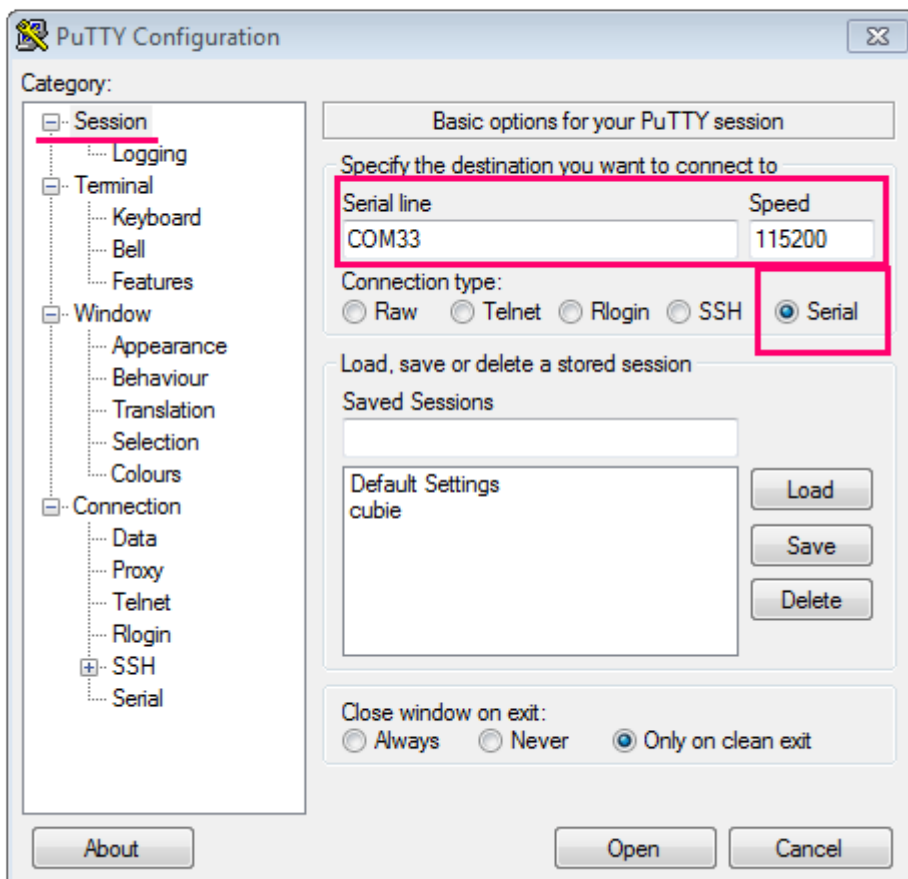 PuTTY Configuration
Category:
Session
Logging
Terminal
Keyboard
Bell
Features
Window
Appearance
Behaviour
Translation
Selection
Colours
Connection
Data
Proxy
Telnet
Rlogin
SSH
Serial
Basic options for your PuTTY session
Specify the destination you want to connect to
Serial line Speed
COM33 115200
Connection type:
Raw Telnet Rlogin SSH Serial
Load, save or delete a stored session
Saved Sessions
Default Settings
cubie
Load
Save
Delete
Close window on exit:
Always Never Only on clean exit
About Open Cancel